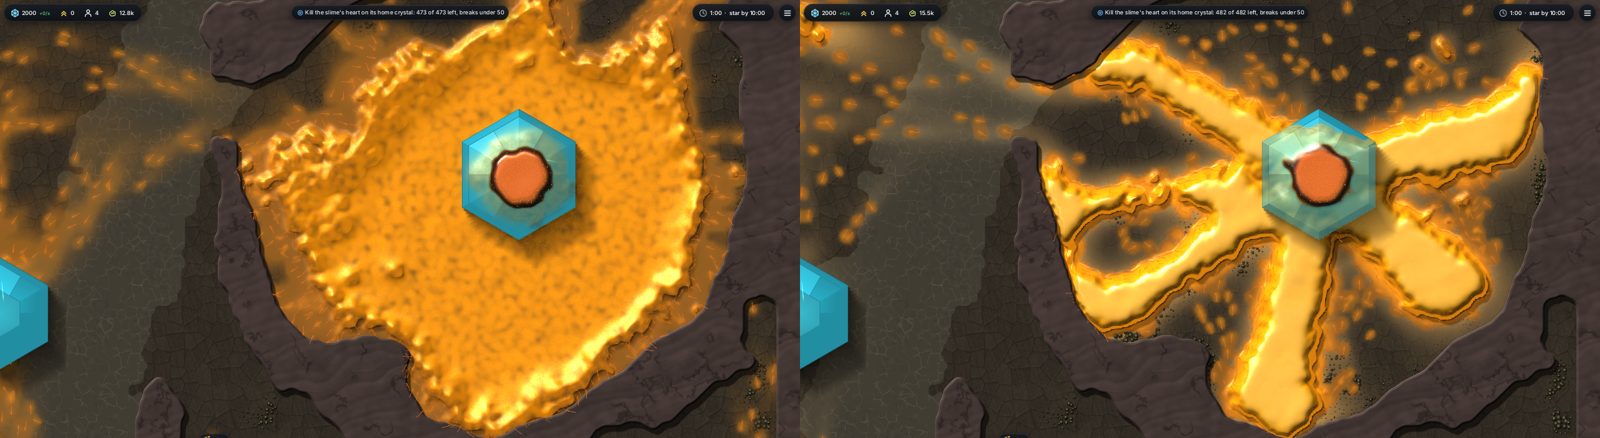 2000 +0/s 0 4 12.8k
Kill the slime's heart on its home crystal: 473 of 473 left, breaks under 50
1:00 · star by 10:00
2000 +0/s 0 4 15.5k
Kill the slime's heart on its home crystal: 482 of 482 left, breaks under 50
1:00 · star by 10:00